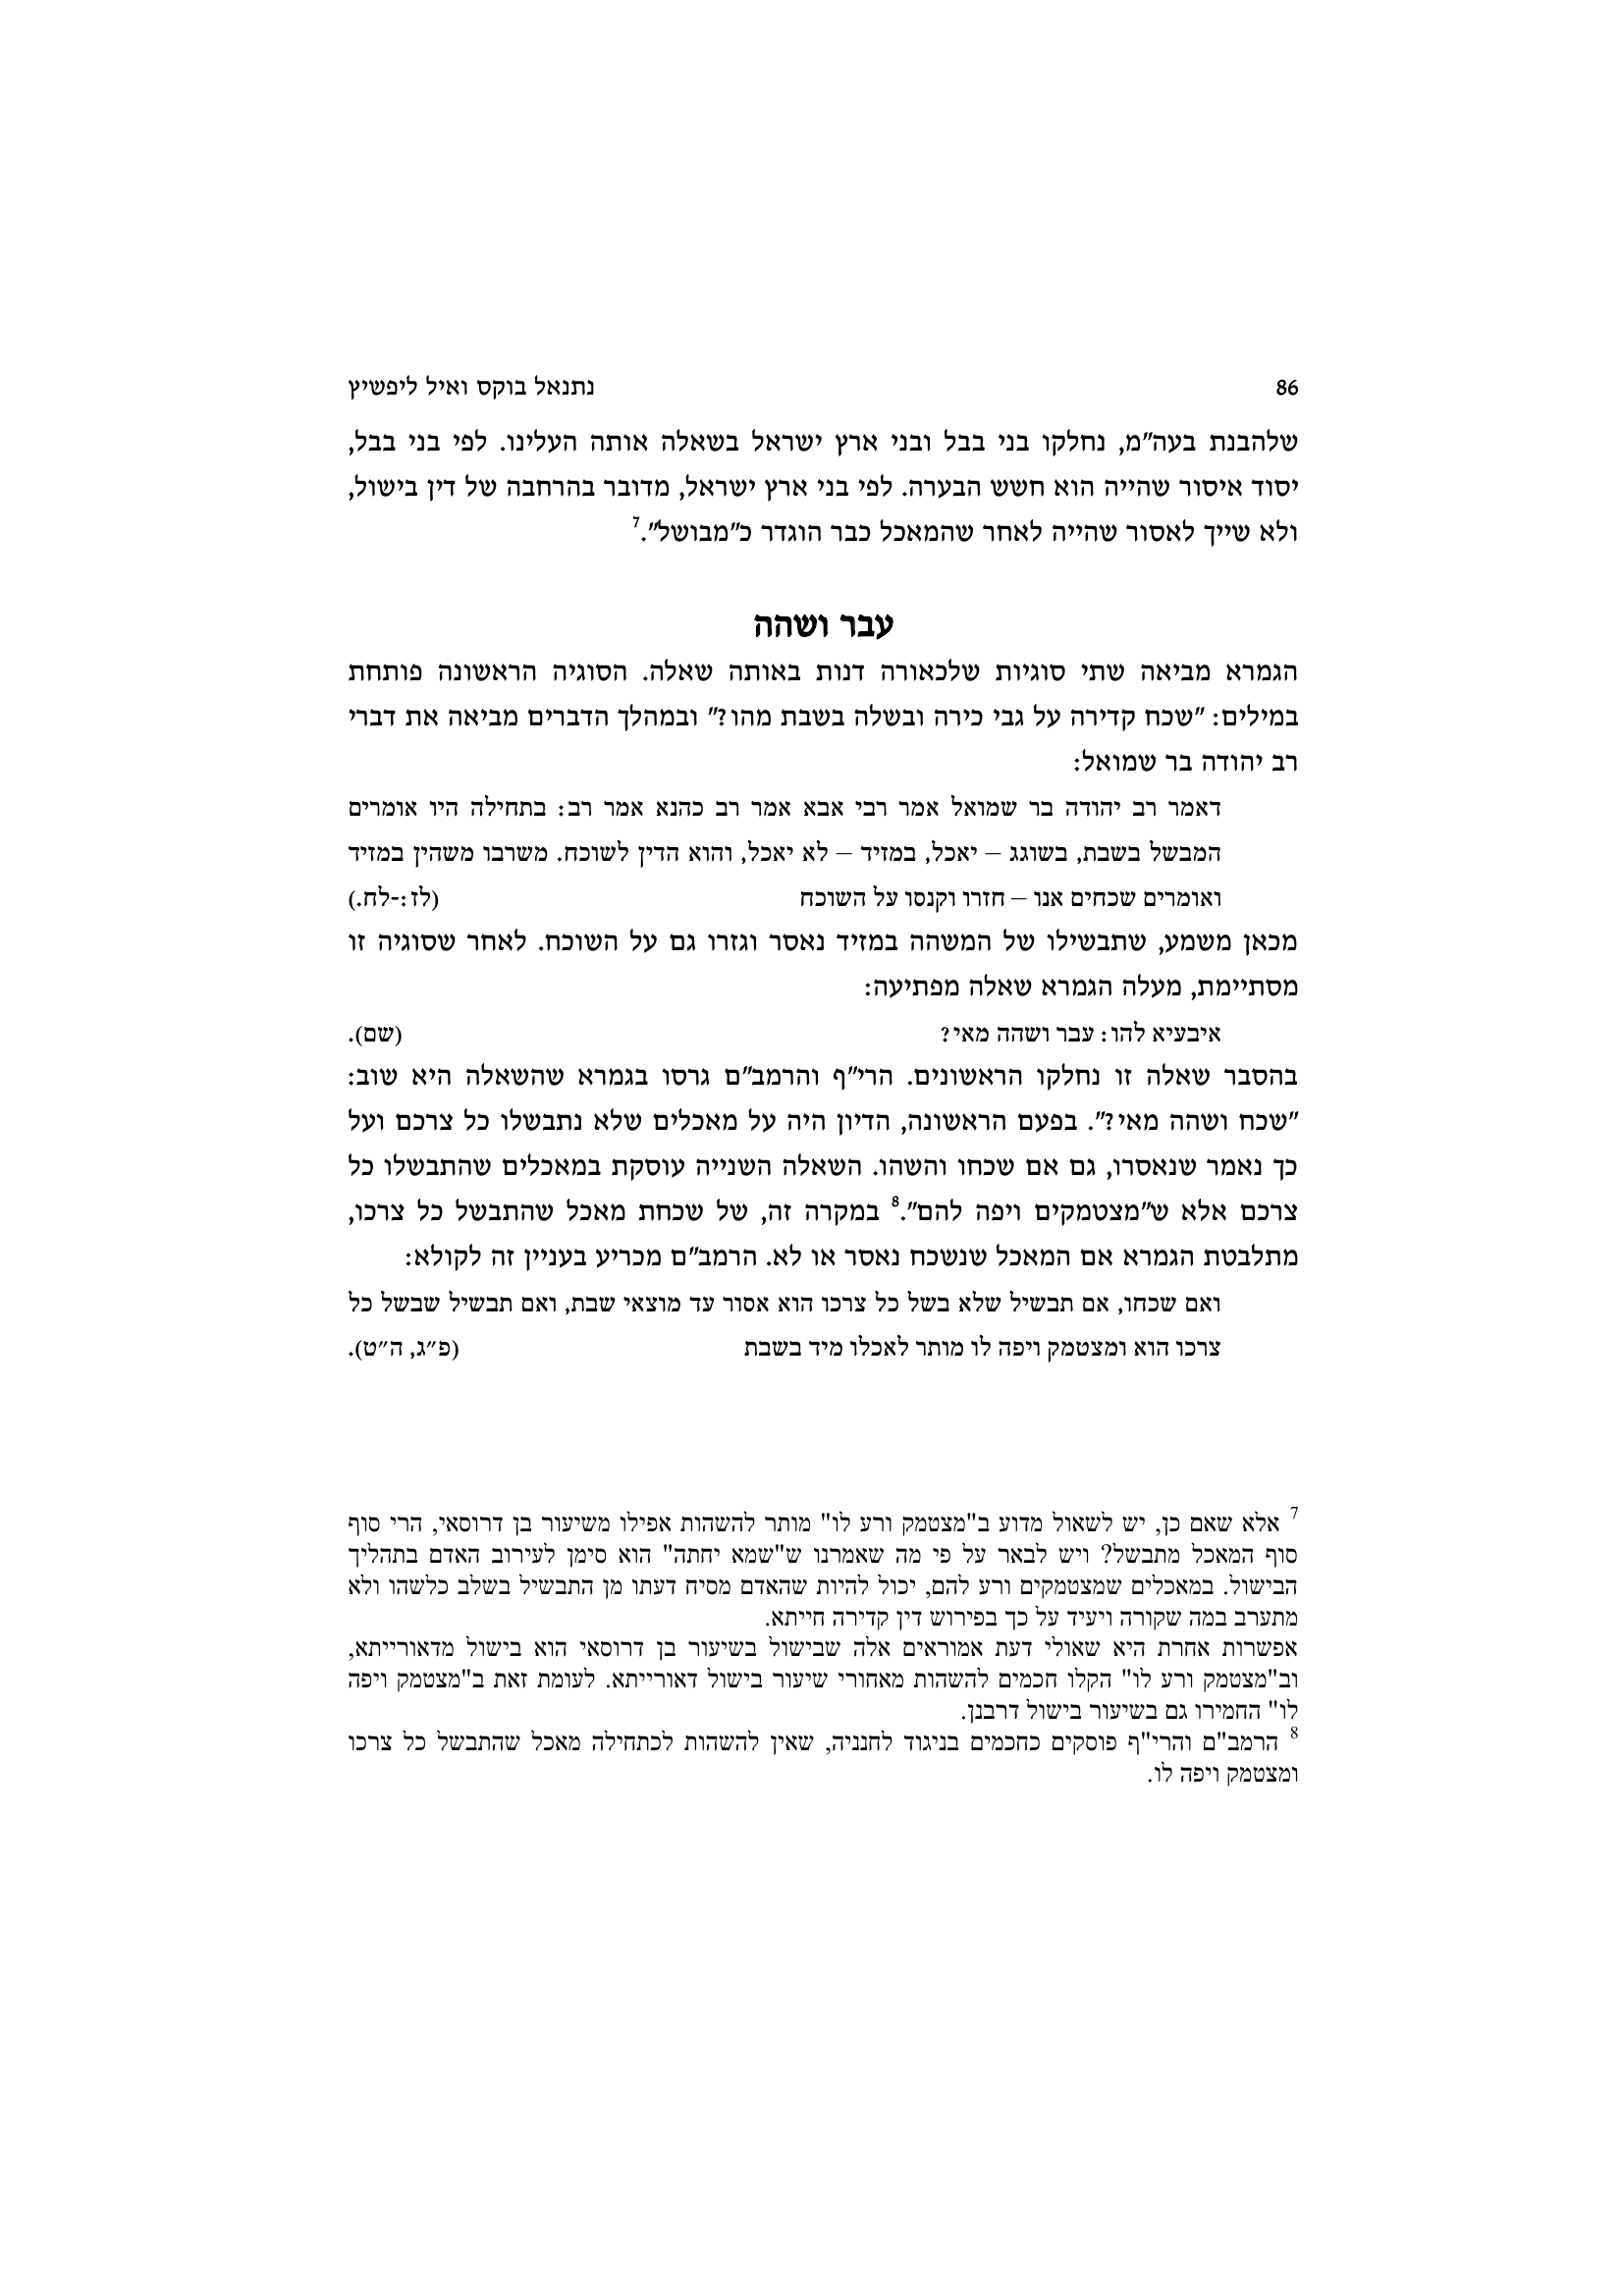 86 נתנאל בוקס ואיל ליפשיץ
שלהבנת בעה"מ, נחלקו בני בבל ובני ארץ ישראל בשאלה אותה העלינו. לפי בני בבל,
יסוד איסור שהייה הוא חשש הבערה. לפי בני ארץ ישראל, מדובר בהרחבה של דין בישול,
ולא שייך לאסור שהייה לאחר שהמאכל כבר הוגדר כ"מבושל".7
עבר ושהה
הגמרא מביאה שתי סוגיות שלכאורה דנות באותה שאלה. הסוגיה הראשונה פותחת
במילים: "שכח קדירה על גבי כירה ובשלה בשבת מהו?" ובמהלך הדברים מביאה את דברי
רב יהודה בר שמואל:
דאמר רב יהודה בר שמואל אמר רבי אבא אמר רב כהנא אמר רב: בתחילה היו אומרים
המבשל בשבת, בשוגג – יאכל, במזיד – לא יאכל, והוא הדין לשוכח. משרבו משהין במזיד
ואומרים שכחים אנו – חזרו וקנסו על השוכח (לז:-לח.)
מכאן משמע, שתבשילו של המשהה במזיד נאסר וגזרו גם על השוכח. לאחר שסוגיה זו
מסתיימת, מעלה הגמרא שאלה מפתיעה:
איבעיא להו: עבר ושהה מאי? (שם).
בהסבר שאלה זו נחלקו הראשונים. הרי"ף והרמב"ם גרסו בגמרא שהשאלה היא שוב:
"שכח ושהה מאי?". בפעם הראשונה, הדיון היה על מאכלים שלא נתבשלו כל צרכם ועל
כך נאמר שנאסרו, גם אם שכחו והשהו. השאלה השנייה עוסקת במאכלים שהתבשלו כל
צרכם אלא ש"מצטמקים ויפה להם".8 במקרה זה, של שכחת מאכל שהתבשל כל צרכו,
מתלבטת הגמרא אם המאכל שנשכח נאסר או לא. הרמב"ם מכריע בעניין זה לקולא:
ואם שכחו, אם תבשיל שלא בשל כל צרכו הוא אסור עד מוצאי שבת, ואם תבשיל שבשל כל
צרכו הוא ומצטמק ויפה לו מותר לאכלו מיד בשבת (פ"ג, ה"ט).
7 אלא שאם כן, יש לשאול מדוע ב"מצטמק ורע לו" מותר להשהות אפילו משיעור בן דרוסאי, הרי סוף
סוף המאכל מתבשל? ויש לבאר על פי מה שאמרנו ש"שמא יחתה" הוא סימן לעירוב האדם בתהליך
הבישול. במאכלים שמצטמקים ורע להם, יכול להיות שהאדם מסיח דעתו מן התבשיל בשלב כלשהו ולא
מתערב במה שקורה ויעיד על כך בפירוש דין קדירה חייתא.
אפשרות אחרת היא שאולי דעת אמוראים אלה שבישול בשיעור בן דרוסאי הוא בישול מדאורייתא,
וב"מצטמק ורע לו" הקלו חכמים להשהות מאחורי שיעור בישול דאורייתא. לעומת זאת ב"מצטמק ויפה
לו" החמירו גם בשיעור בישול דרבנן.
8 הרמב"ם והרי"ף פוסקים כחכמים בניגוד לחנניה, שאין להשהות לכתחילה מאכל שהתבשל כל צרכו
ומצטמק ויפה לו.